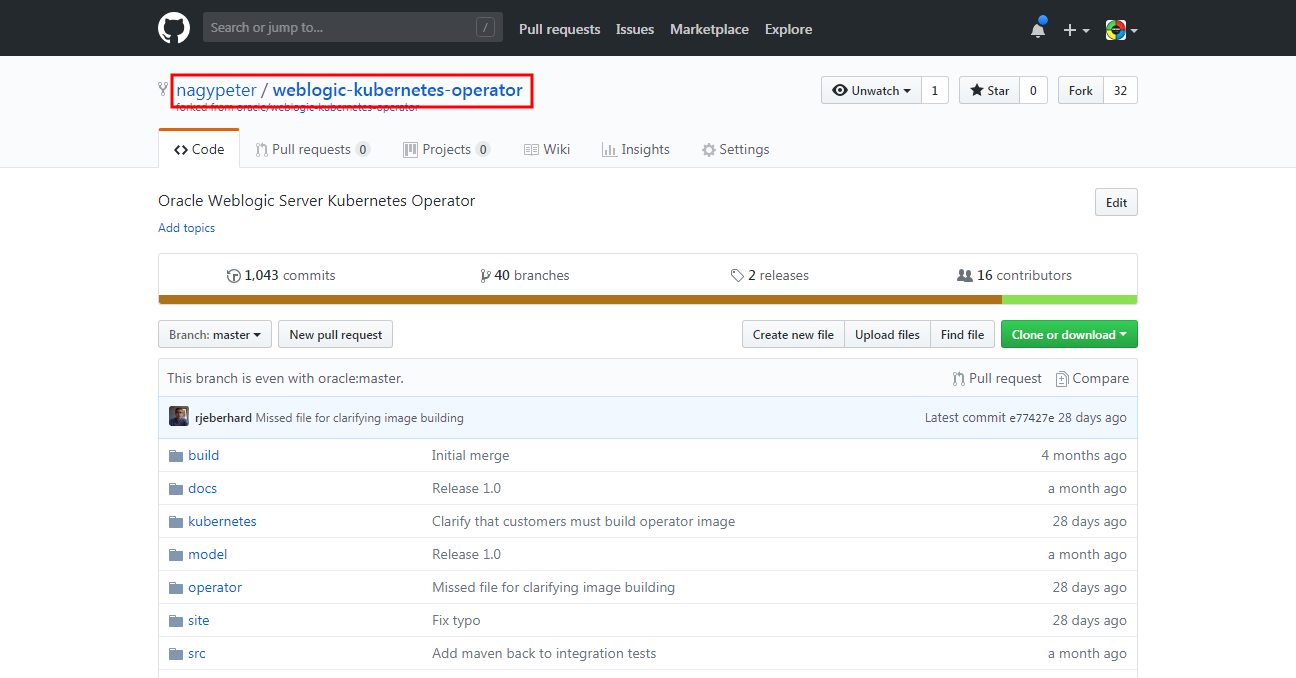 Search or jump to... / Pull requests Issues Marketplace Explore
nagypeter / weblogic-kubernetes-operator Unwatch 1 Star 0 Fork 32
forked from oracle/weblogic-kubernetes-operator
Code Pull requests 0 Projects 0 Wiki Insights Settings
Oracle Weblogic Server Kubernetes Operator Edit
Add topics
1,043 commits 40 branches 2 releases 16 contributors
Branch: master New pull request Create new file Upload files Find file Clone or download
This branch is even with oracle:master. Pull request Compare
rjeberhard Missed file for clarifying image building Latest commit e77427e 28 days ago
build Initial merge 4 months ago
docs Release 1.0 a month ago
kubernetes Clarify that customers must build operator image 28 days ago
model Release 1.0 a month ago
operator Missed file for clarifying image building 28 days ago
site Fix typo 28 days ago
src Add maven back to integration tests a month ago